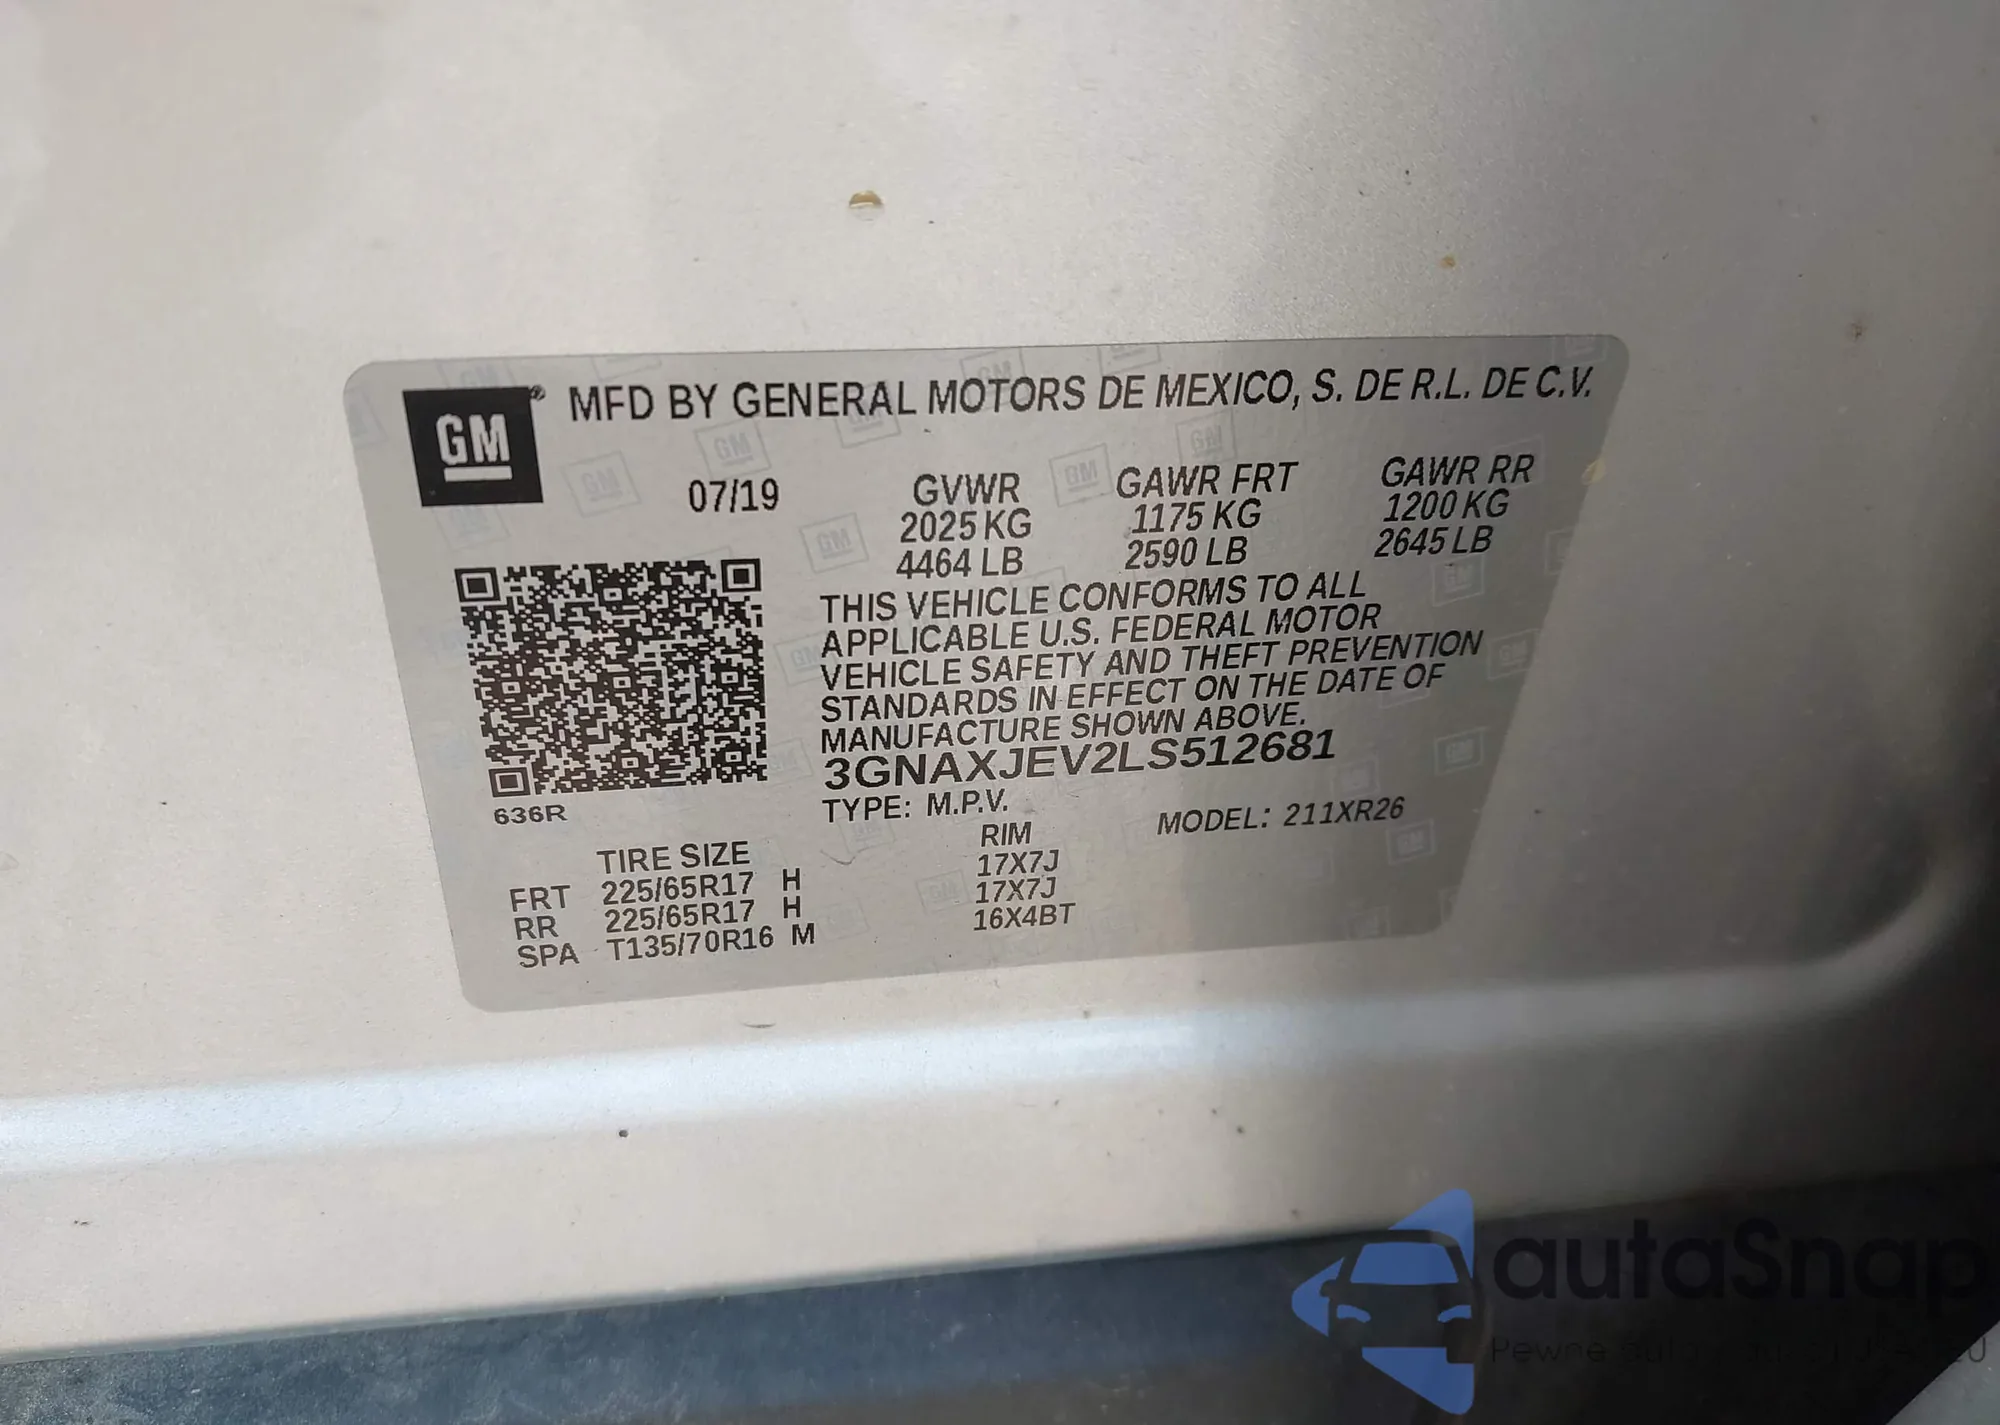 GM® MFD BY GENERAL MOTORS DE MEXICO, S. DE R.L. DE C.V.
07/19 GVWR GAWR FRT GAWR RR
2025 KG 1175 KG 1200 KG
4464 LB 2590 LB 2645 LB
THIS VEHICLE CONFORMS TO ALL
APPLICABLE U.S. FEDERAL MOTOR
VEHICLE SAFETY AND THEFT PREVENTION
STANDARDS IN EFFECT ON THE DATE OF
MANUFACTURE SHOWN ABOVE.
3GNAXJEV2LS512681
636R
TYPE: M.P.V. MODEL: 211XR26
TIRE SIZE RIM
FRT 225/65R17 H 17X7J
RR 225/65R17 H 17X7J
SPA T135/70R16 M 16X4BT
autaSnap
Pewne auta